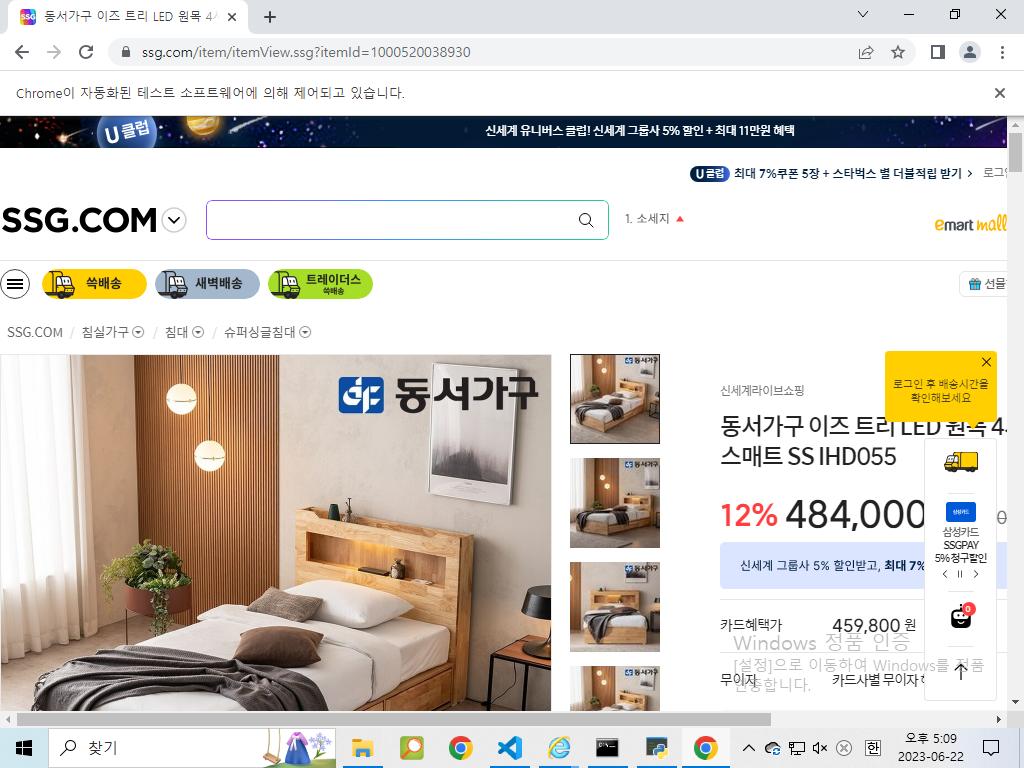 동서가구 이즈 트리 LED 원목 4
ssg.com/item/itemView.ssg?itemId=1000520038930
Chrome이 자동화된 테스트 소프트웨어에 의해 제어되고 있습니다.
U클럽 신세계 유니버스 클럽! 신세계 그룹사 5% 할인 + 최대 11만원 혜택
U클럽 최대 7%쿠폰 5장 + 스타벅스 별 더블적립 받기 > 로그인
SSG.COM
1. 소세지
emart mall
쓱배송
새벽배송
트레이더스
쓱배송
선물
SSG.COM / 침실가구 / 침대 / 슈퍼싱글침대
동서가구
로그인 후 배송시간을
확인해보세요
신세계라이브쇼핑
동서가구 이즈 트리 LED 원목 4
스매트 SS IHD055
12% 484,000
신세계 그룹사 5% 할인받고, 최대 7%
삼성카드
삼성카드
SSGPAY
5% 청구할인
0
카드혜택가 459,800 원
무이자 카드사별 무이자
Windows 정품 인증
[설정]으로 이동하여 Windows를 정품
인증합니다.
찾기
오후 5:09
2023-06-22
한